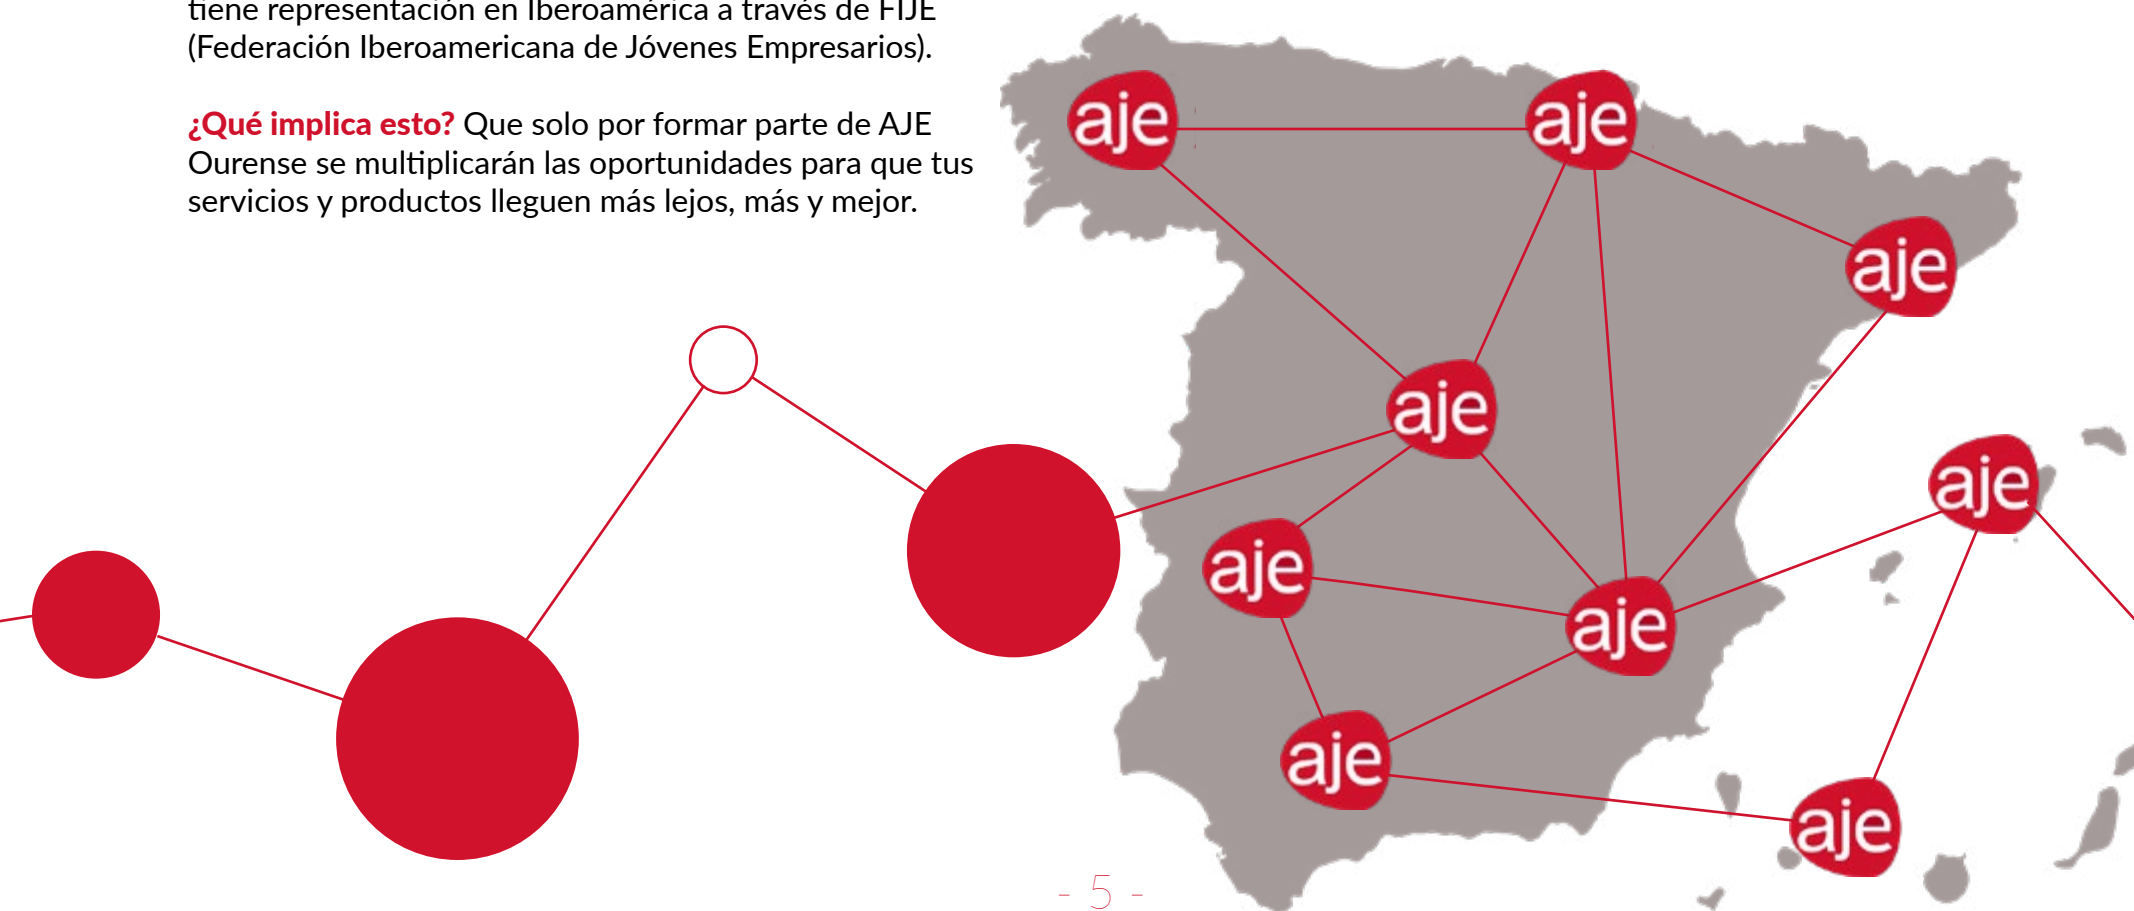 tiene representación en Iberoamérica a través de FIJE
(Federación Iberoamericana de Jóvenes Empresarios).
¿Qué implica esto? Que solo por formar parte de AJE
Ourense se multiplicarán las oportunidades para que tus
servicios y productos lleguen más lejos, más y mejor.
aje
aje
aje
aje
aje
aje
aje
aje
aje
- 5 -